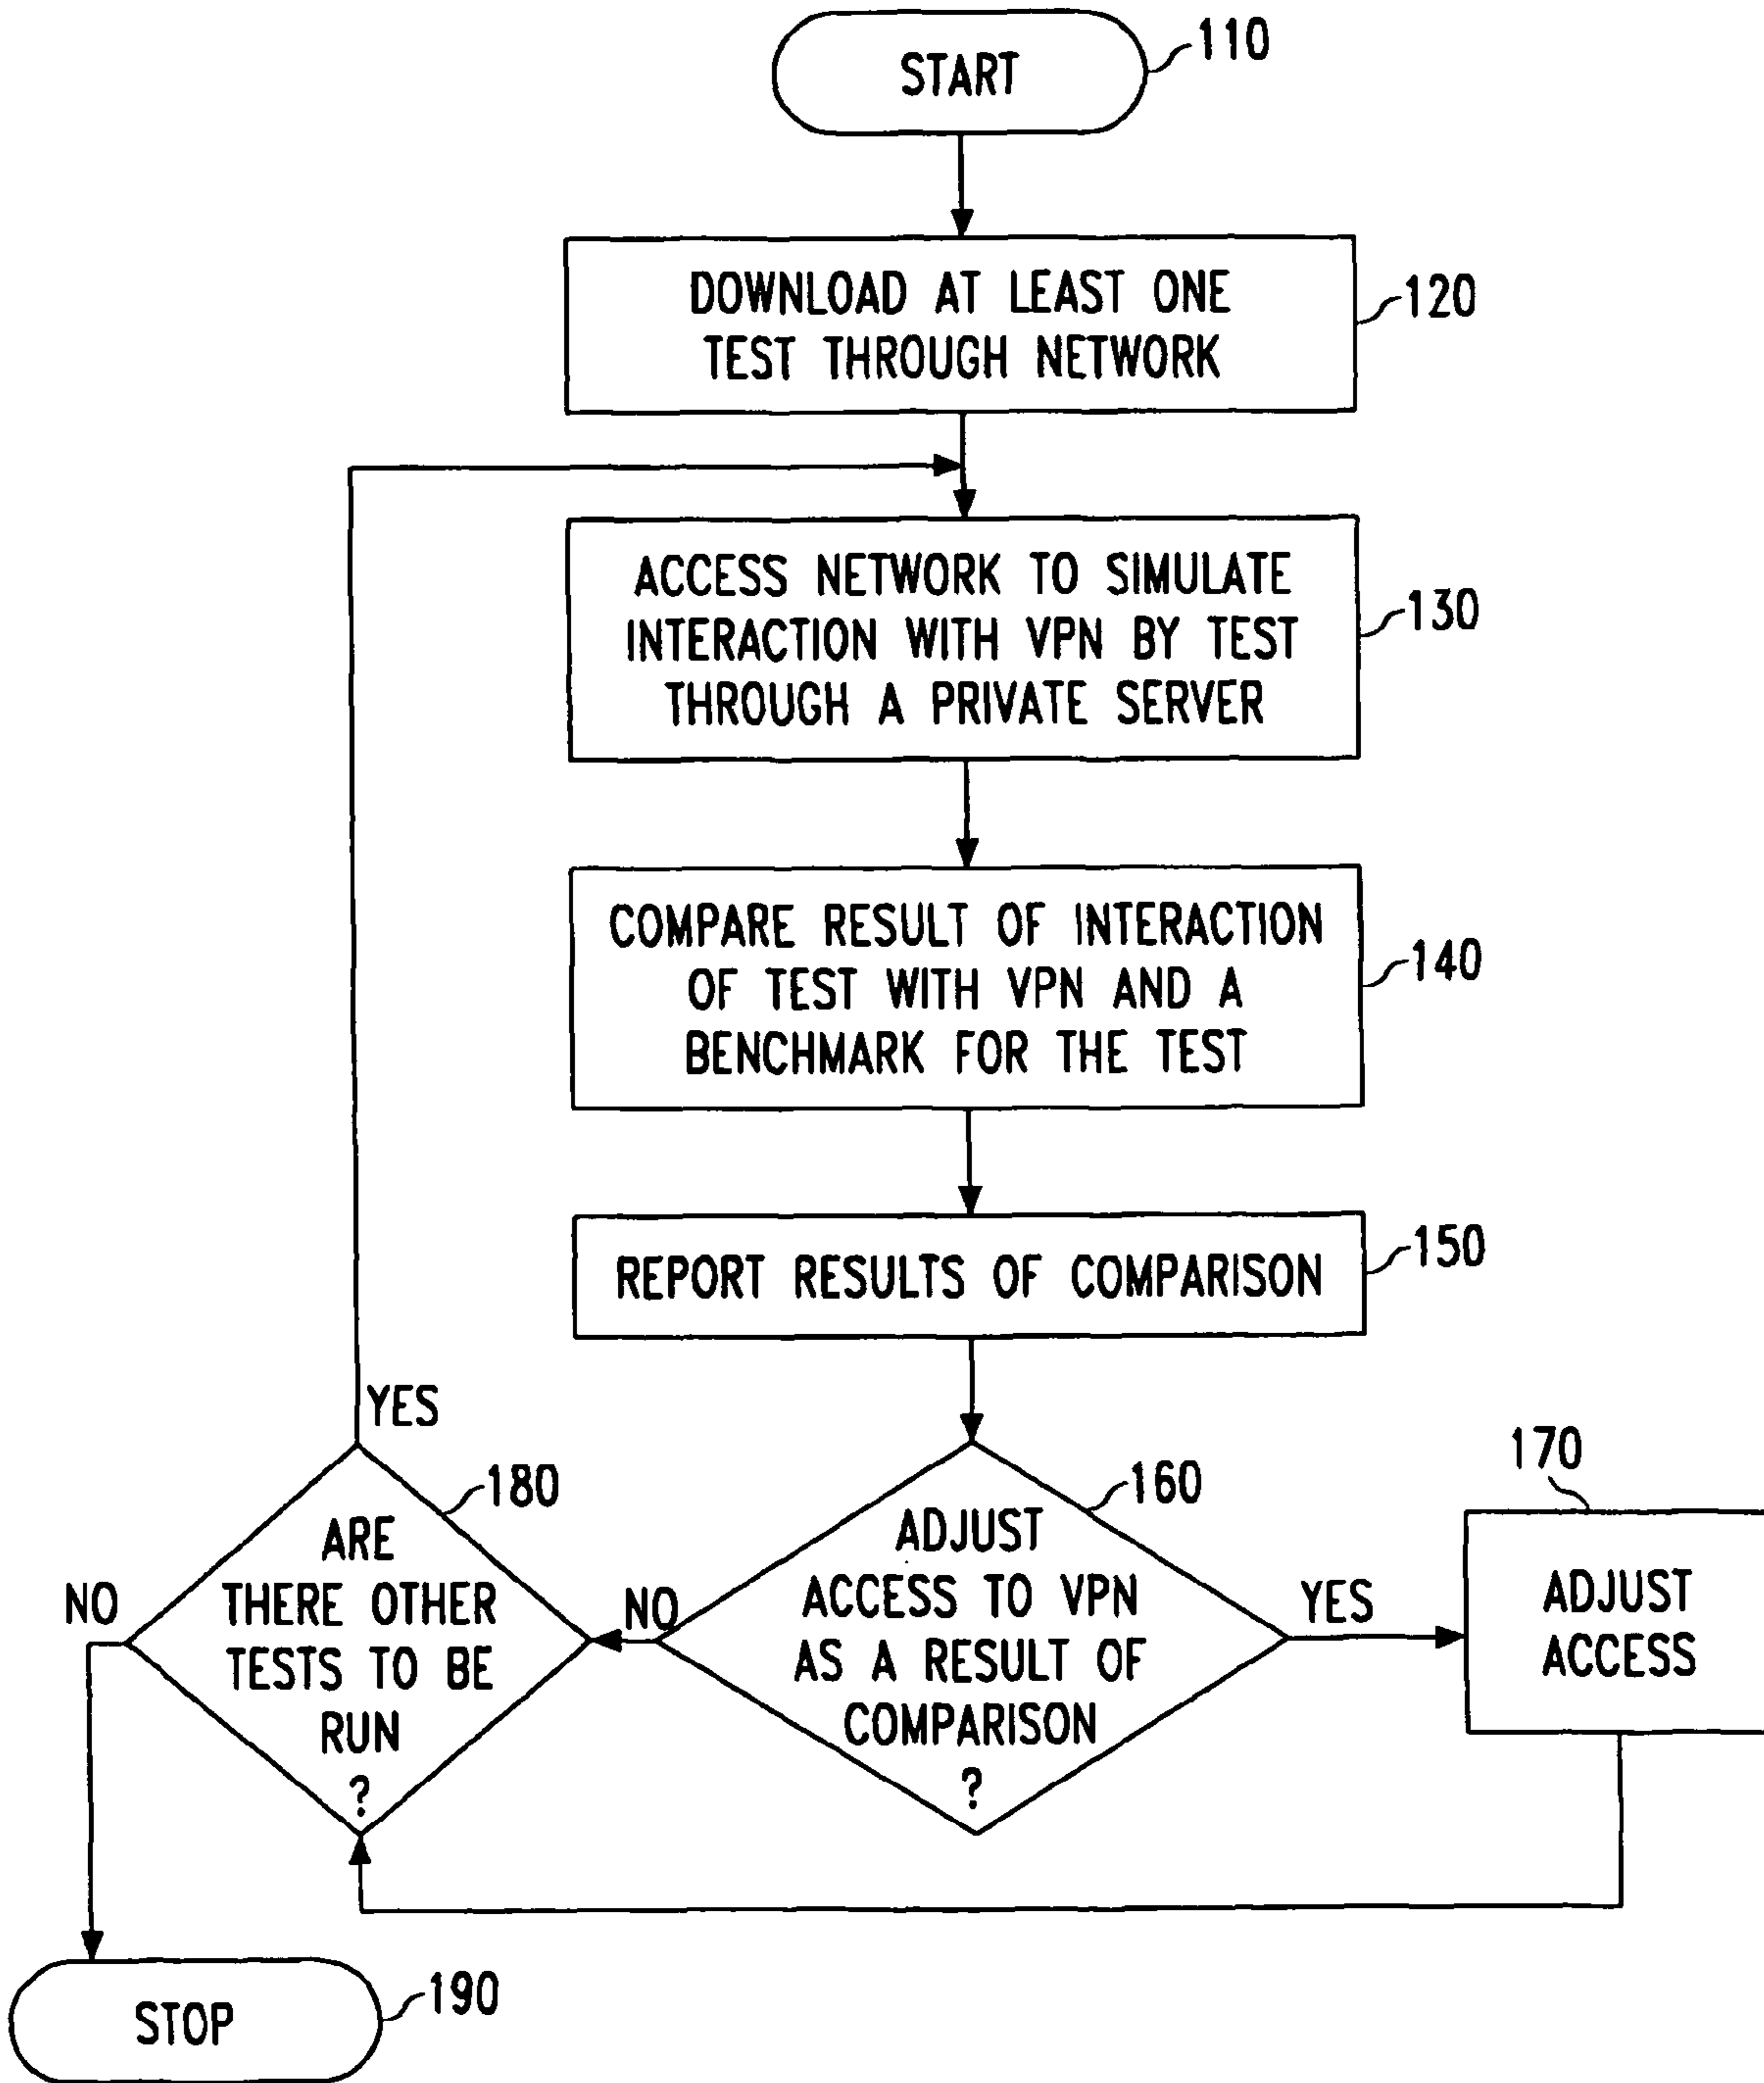 START
110
DOWNLOAD AT LEAST ONE
TEST THROUGH NETWORK
120
ACCESS NETWORK TO SIMULATE
INTERACTION WITH VPN BY TEST
THROUGH A PRIVATE SERVER
130
COMPARE RESULT OF INTERACTION
OF TEST WITH VPN AND A
BENCHMARK FOR THE TEST
140
REPORT RESULTS OF COMPARISON
150
ADJUST
ACCESS TO VPN
AS A RESULT OF
COMPARISON
?
160
YES
NO
170
ADJUST
ACCESS
YES
180
ARE
THERE OTHER
TESTS TO BE
RUN
?
NO
STOP
190